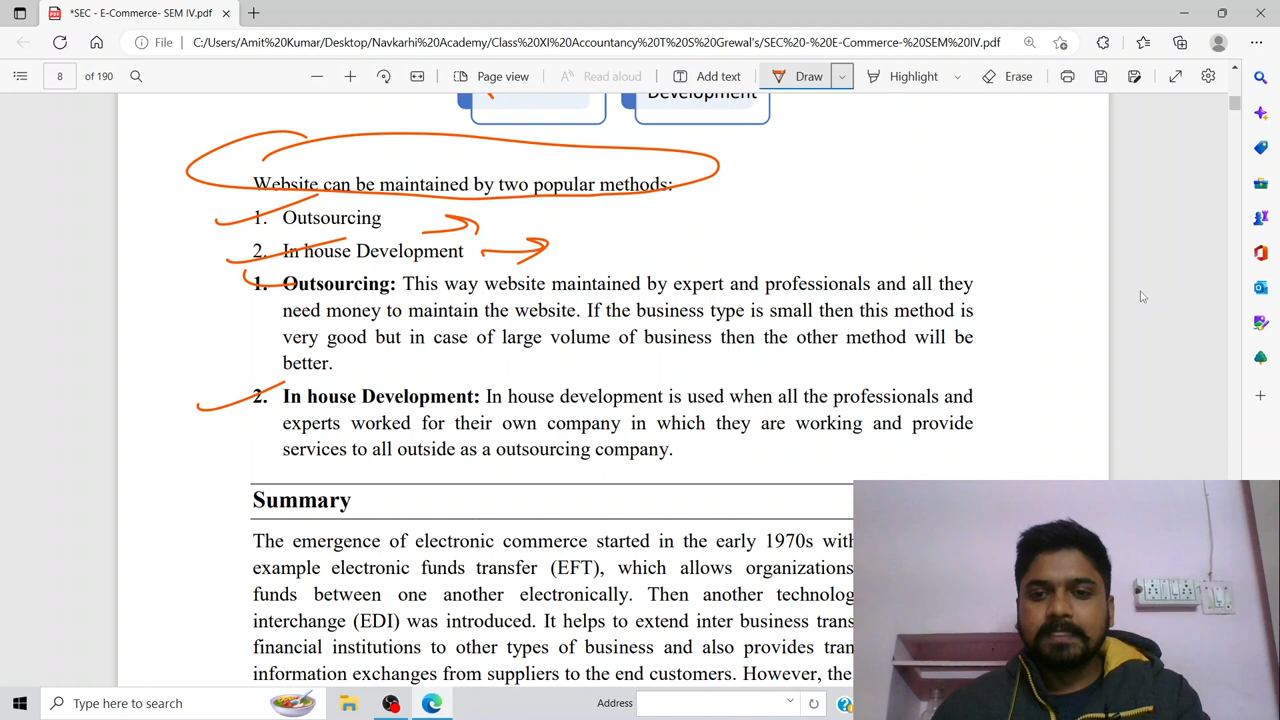 *SEC - E-Commerce- SEM IV.pdf
File C:/Users/Amit%20Kumar/Desktop/Navkarhi%20Academy/Class%20XI%20Accountancy%20T%20S%20Grewal's/SEC%20-%20E-Commerce-%20SEM%20IV.pdf
8 of 190 Page view Read aloud Add text Draw Highlight Erase
Development
Website can be maintained by two popular methods:
1. Outsourcing
2. In house Development
1. Outsourcing: This way website maintained by expert and professionals and all they
need money to maintain the website. If the business type is small then this method is
very good but in case of large volume of business then the other method will be
better.
2. In house Development: In house development is used when all the professionals and
experts worked for their own company in which they are working and provide
services to all outside as a outsourcing company.
Summary
The emergence of electronic commerce started in the early 1970s with
example electronic funds transfer (EFT), which allows organizations
funds between one another electronically. Then another technolog
interchange (EDI) was introduced. It helps to extend inter business trans
financial institutions to other types of business and also provides tran
information exchanges from suppliers to the end customers. However, the
Type here to search
Address